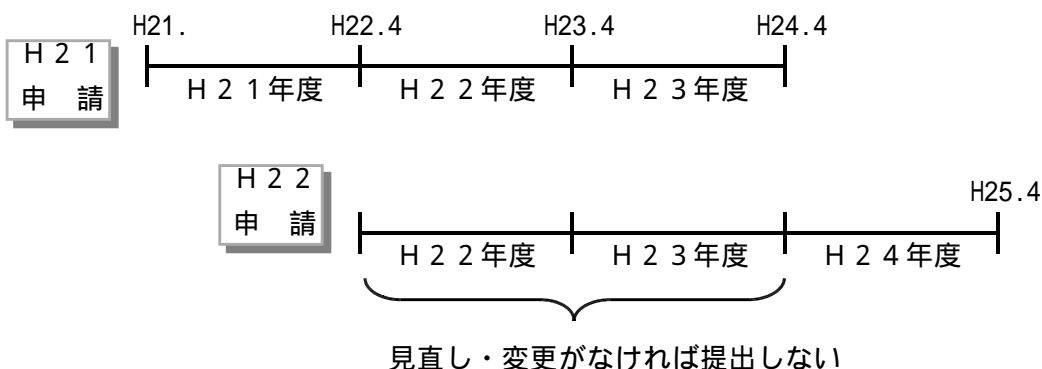 H21. H22.4 H23.4 H24.4
Ｈ２１
申 請
Ｈ２１年度 Ｈ２２年度 Ｈ２３年度
Ｈ２２
申 請
H25.4
Ｈ２２年度 Ｈ２３年度 Ｈ２４年度
見直し・変更がなければ提出しない